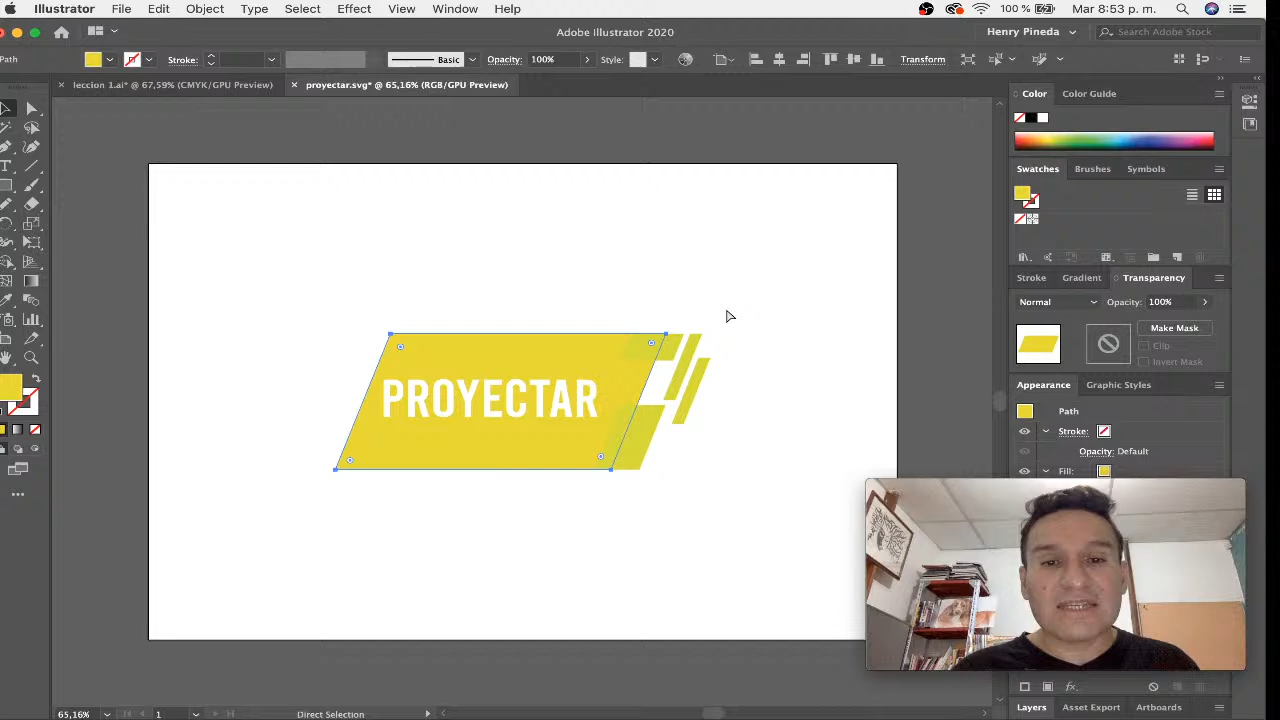 Illustrator File Edit Object Type Select Effect View Window Help 100 % Mar 8:53 p. m.
Adobe Illustrator 2020 Henry Pineda Search Adobe Stock
Path Stroke: Basic Opacity: 100% Style: Transform
leccion 1.ai* @ 67,59% (CMYK/GPU Preview) proyectar.svg* @ 65,16% (RGB/GPU Preview)
Color Color Guide
Swatches Brushes Symbols
Stroke Gradient Transparency
Normal Opacity: 100%
Make Mask
Clip
Invert Mask
Appearance Graphic Styles
Path
Stroke:
Opacity: Default
Fill:
PROYECTAR
Layers Asset Export Artboards
65,16% 1 Direct Selection